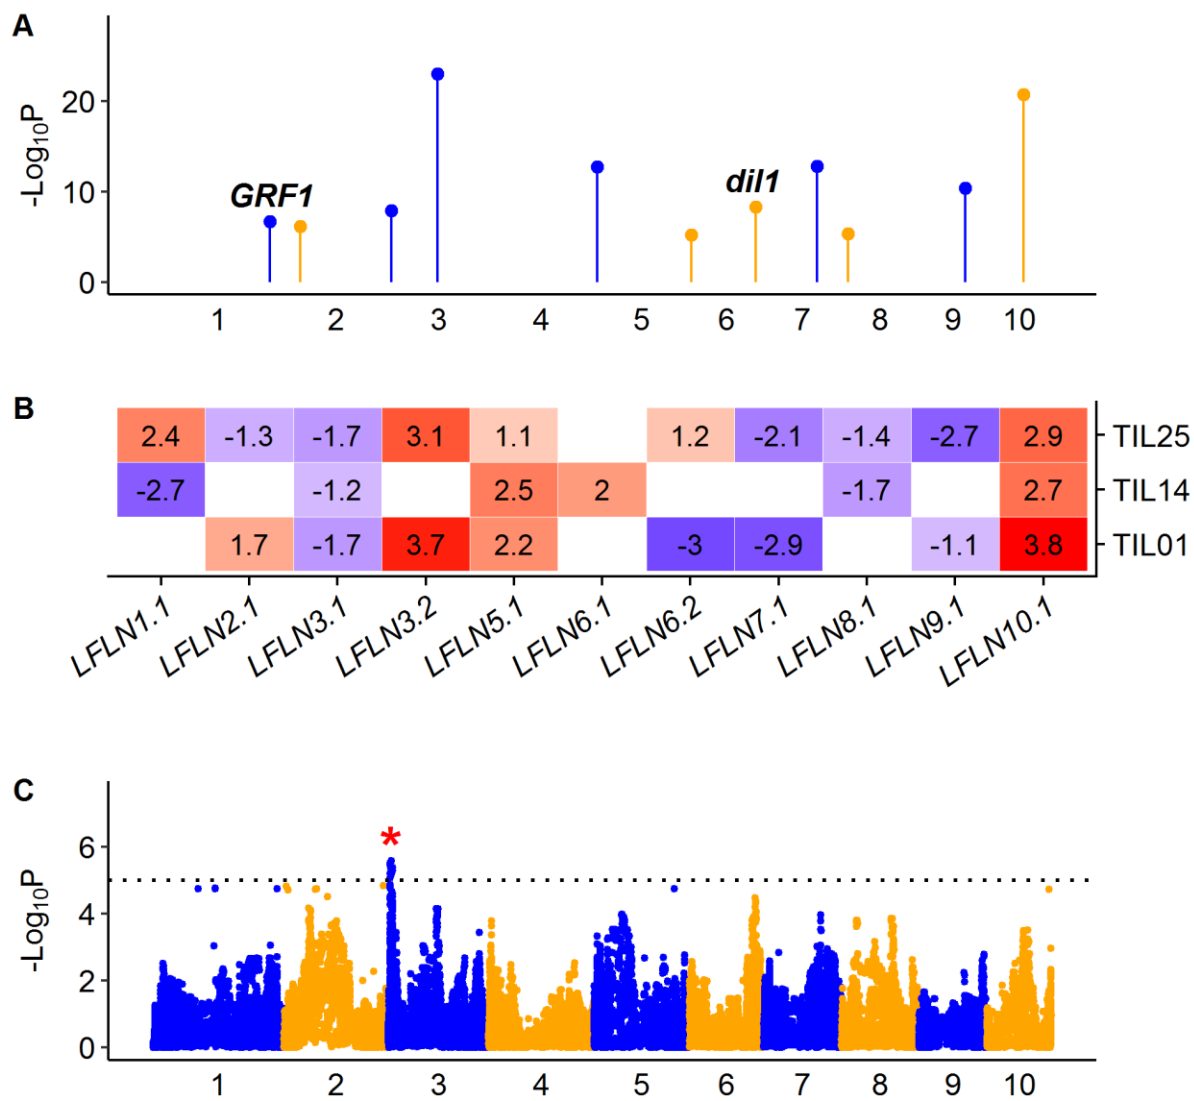 A
-Log10P
20
10
0
GRF1
dil1
1 2 3 4 5 6 7 8 9 10
B
2.4 -1.3 -1.7 3.1 1.1 1.2 -2.1 -1.4 -2.7 2.9 TIL25
-2.7 -1.2 2.5 2 -1.7 2.7 TIL14
1.7 -1.7 3.7 2.2 -3 -2.9 -1.1 3.8 TIL01
LFLN1.1 LFLN2.1 LFLN3.1 LFLN3.2 LFLN5.1 LFLN6.1 LFLN6.2 LFLN7.1 LFLN8.1 LFLN9.1 LFLN10.1
C
-Log10P
6
4
2
0
*
1 2 3 4 5 6 7 8 9 10